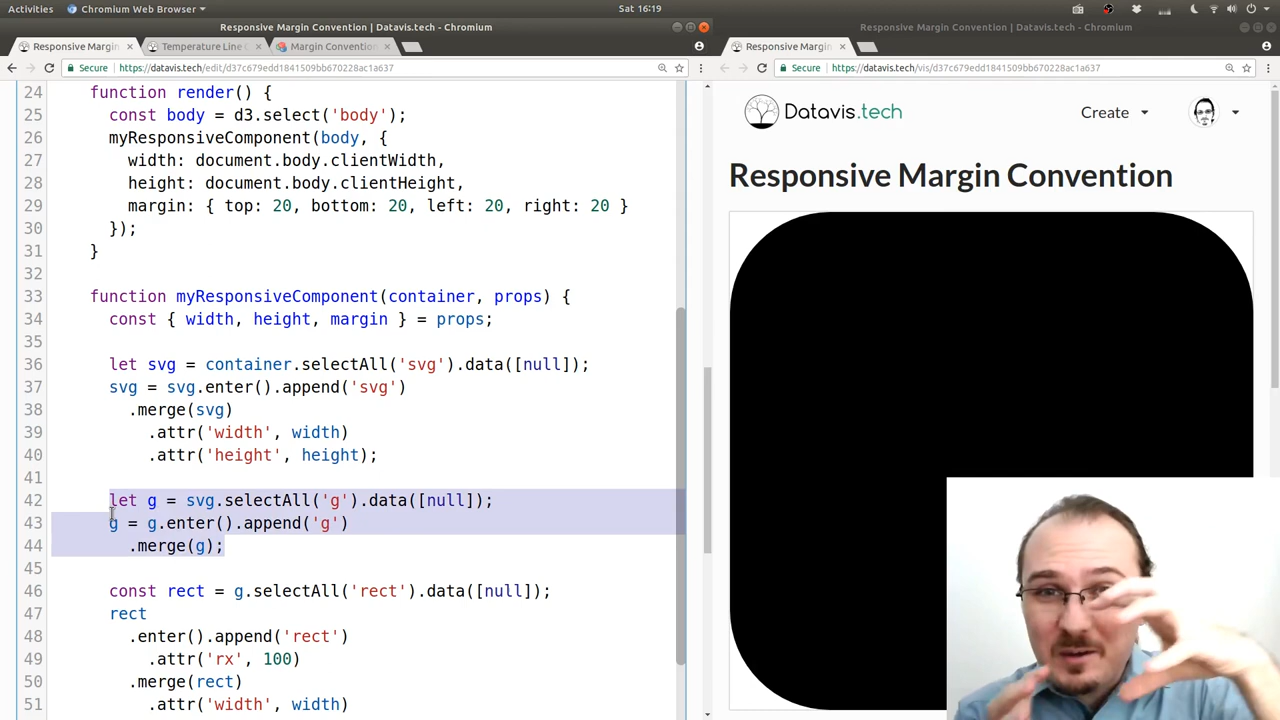 Activities
Chromium Web Browser
Sat 16:19
Responsive Margin Convention | Datavis.tech - Chromium
Responsive Margin Convention | Datavis.tech - Chromium
Responsive Margin
Temperature Line C
Margin Convention
Responsive Margin
Secure
https://datavis.tech/edit/d37c679edd1841509bb670228ac1a637
Secure
https://datavis.tech/vis/d37c679edd1841509bb670228ac1a637
24 function render() {
25 const body = d3.select('body');
26 myResponsiveComponent(body, {
27 width: document.body.clientWidth,
28 height: document.body.clientHeight,
29 margin: { top: 20, bottom: 20, left: 20, right: 20 }
30 });
31 }
32
33 function myResponsiveComponent(container, props) {
34 const { width, height, margin } = props;
35
36 let svg = container.selectAll('svg').data([null]);
37 svg = svg.enter().append('svg')
38 .merge(svg)
39 .attr('width', width)
40 .attr('height', height);
41
42 let g = svg.selectAll('g').data([null]);
43 g = g.enter().append('g')
44 .merge(g);
45
46 const rect = g.selectAll('rect').data([null]);
47 rect
48 .enter().append('rect')
49 .attr('rx', 100)
50 .merge(rect)
51 .attr('width', width)
Datavis.tech
Create
Responsive Margin Convention